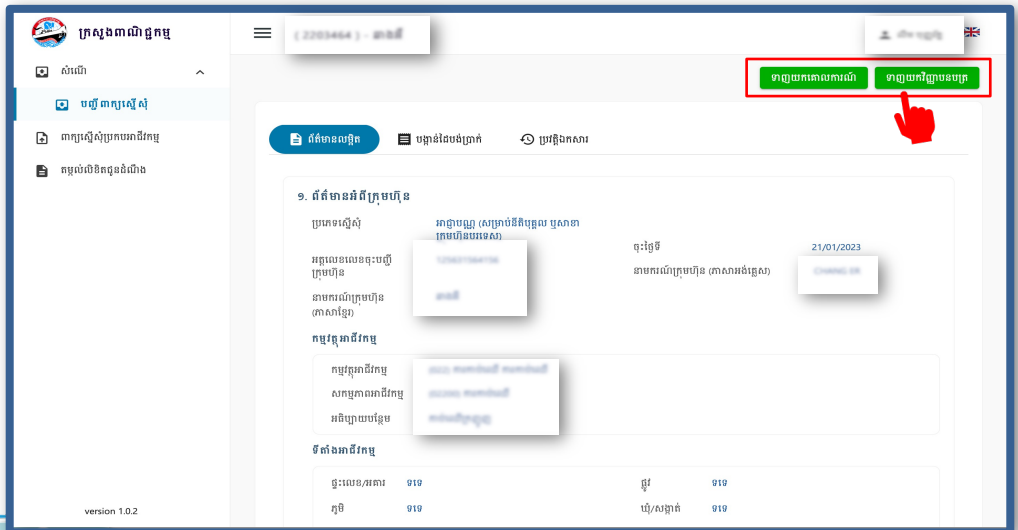 ក្រសួងពាណិជ្ជកម្ម
( 2203464 ) - ឆាងអឺ
ទាញយកគោលការណ៍
ទាញយកវិញ្ញាបនបត្រ
សំណើ
បញ្ជីពាក្យស្នើសុំ
ពាក្យស្នើសុំប្រកបអាជីវកម្ម
តម្កល់លិខិតជូនដំណឹង
ព័ត៌មានលម្អិត
បង្កាន់ដៃបង់ប្រាក់
ប្រវត្តិឯកសារ
១. ព័ត៌មានអំពីក្រុមហ៊ុន
ប្រភេទស្នើសុំ
អាជ្ញាបណ្ណ (សម្រាប់នីតិបុគ្គល ឬសាខា
ក្រុមហ៊ុនបរទេស)
ចុះថ្ងៃទី
21/01/2023
អត្តលេខលេខចុះបញ្ជី
ក្រុមហ៊ុន
នាមករណ៍ក្រុមហ៊ុន (ភាសាអង់គ្លេស)
CHANG ER
នាមករណ៍ក្រុមហ៊ុន
(ភាសាខ្មែរ)
ឆាងអឺ
កម្មវត្ថុអាជីវកម្ម
កម្មវត្ថុអាជីវកម្ម
សកម្មភាពអាជីវកម្ម
អធិប្បាយបន្ថែម
ទីតាំងអាជីវកម្ម
ផ្ទះលេខ/អគារ
ទទេ
ផ្លូវ
ទទេ
ភូមិ
ទទេ
ឃុំ/សង្កាត់
ទទេ
version 1.0.2